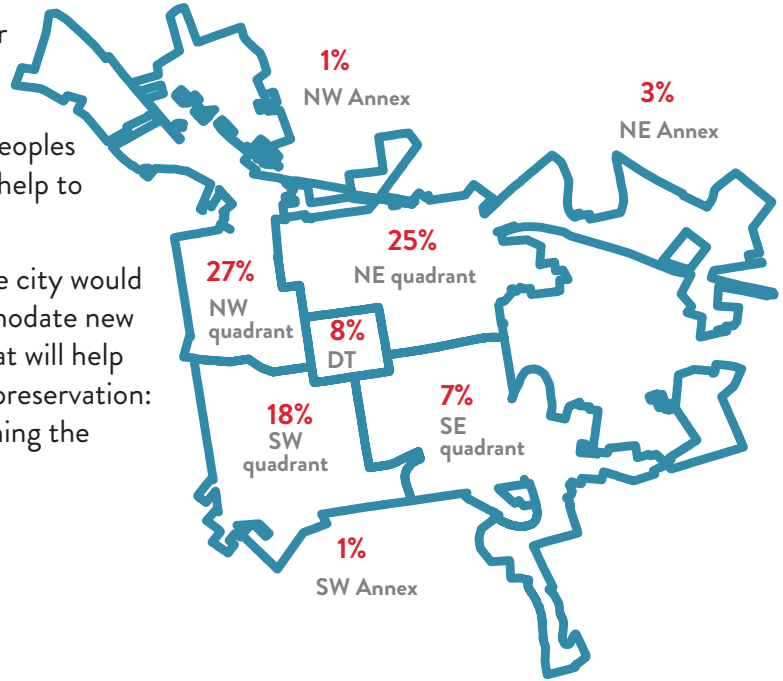 r
eoples
help to
e city would
nodate new
at will help
preservation:
ning the
1%
NW Annex
3%
NE Annex
25%
NE quadrant
27%
NW
quadrant
8%
DT
7%
SE
quadrant
18%
SW
quadrant
1%
SW Annex